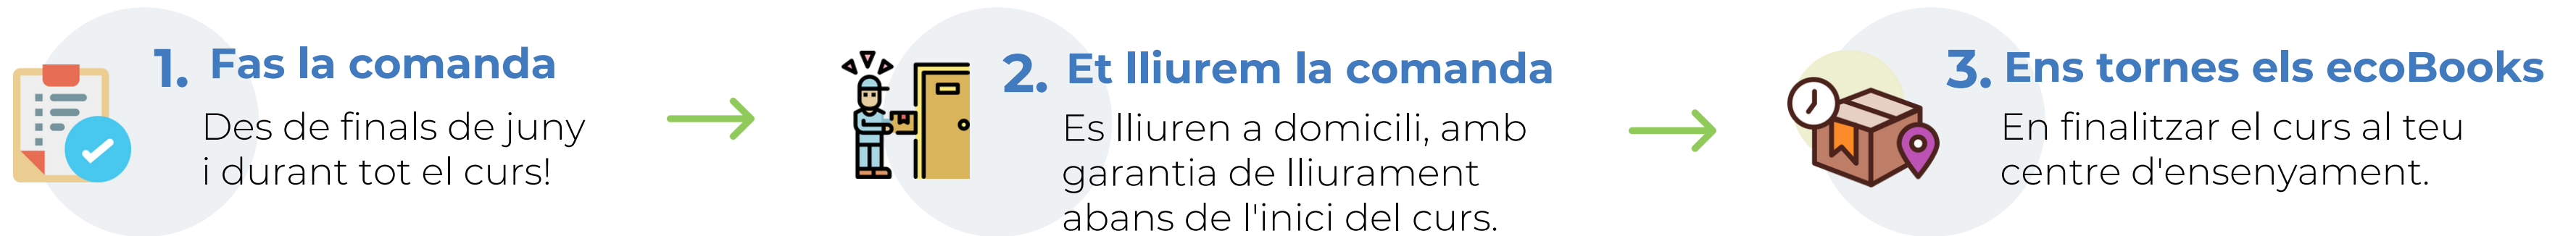 1. Fas la comanda
Des de finals de juny
i durant tot el curs!
2. Et lliurem la comanda
Es lliuren a domicili, amb
garantia de lliurament
abans de l'inici del curs.
3. Ens tornes els ecoBooks
En finalitzar el curs al teu
centre d'ensenyament.